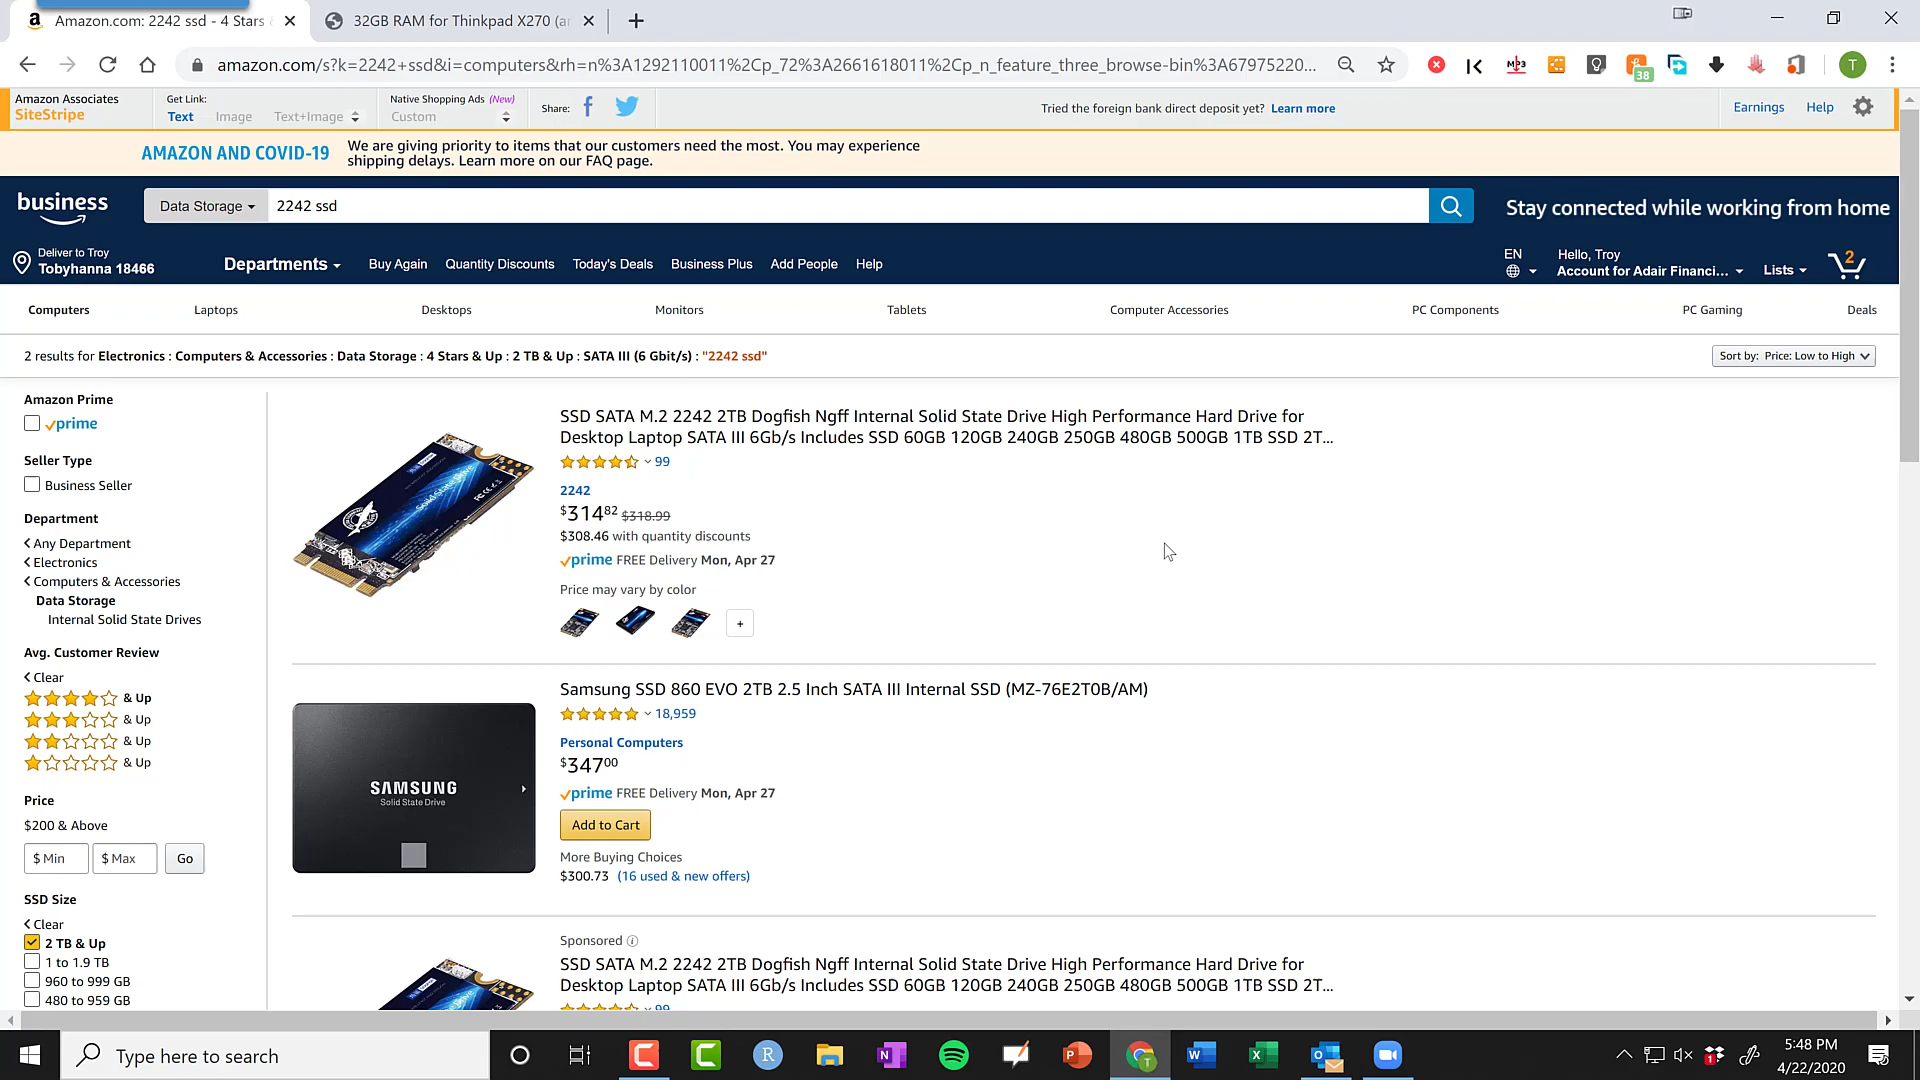 Amazon.com: 2242 ssd - 4 Stars
32GB RAM for Thinkpad X270 (a
amazon.com/s?k=2242+ssd&i=computers&rh=n%3A1292110011%2Cp_72%3A2661618011%2Cp_n_feature_three_browse-bin%3A67975220...
38
T
Amazon Associates
SiteStripe
Get Link:
Text Image Text+Image
Native Shopping Ads (New)
Custom
Share:
Tried the foreign bank direct deposit yet? Learn more
Earnings Help
AMAZON AND COVID-19
We are giving priority to items that our customers need the most. You may experience
shipping delays. Learn more on our FAQ page.
business
Data Storage
2242 ssd
Stay connected while working from home
Deliver to Troy
Tobyhanna 18466
Departments
Buy Again Quantity Discounts Today's Deals Business Plus Add People Help
EN
Hello, Troy
Account for Adair Financi...
Lists
2
Computers Laptops Desktops Monitors Tablets Computer Accessories PC Components PC Gaming Deals
2 results for Electronics : Computers & Accessories : Data Storage : 4 Stars & Up : 2 TB & Up : SATA III (6 Gbit/s) : "2242 ssd"
Sort by: Price: Low to High
Amazon Prime
prime
Seller Type
Business Seller
Department
Any Department
Electronics
Computers & Accessories
Data Storage
Internal Solid State Drives
Avg. Customer Review
Clear
& Up
& Up
& Up
& Up
Price
$200 & Above
$ Min $ Max Go
SSD Size
Clear
2 TB & Up
1 to 1.9 TB
960 to 999 GB
480 to 959 GB
Solid State Drive
SSD SATA M.2 2242 2TB Dogfish Ngff Internal Solid State Drive High Performance Hard Drive for
Desktop Laptop SATA III 6Gb/s Includes SSD 60GB 120GB 240GB 250GB 480GB 500GB 1TB SSD 2T...
99
2242
$31482 $318.99
$308.46 with quantity discounts
prime FREE Delivery Mon, Apr 27
Price may vary by color
+
SAMSUNG
Solid State Drive
Samsung SSD 860 EVO 2TB 2.5 Inch SATA III Internal SSD (MZ-76E2T0B/AM)
18,959
Personal Computers
$34700
prime FREE Delivery Mon, Apr 27
Add to Cart
More Buying Choices
$300.73 (16 used & new offers)
Sponsored
SSD SATA M.2 2242 2TB Dogfish Ngff Internal Solid State Drive High Performance Hard Drive for
Desktop Laptop SATA III 6Gb/s Includes SSD 60GB 120GB 240GB 250GB 480GB 500GB 1TB SSD 2T...
99
Type here to search
5:48 PM
4/22/2020